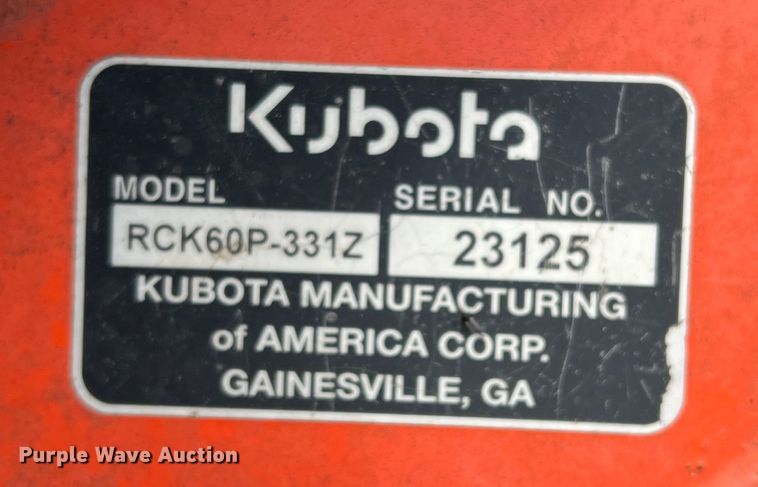 Kubota
MODEL SERIAL NO.
RCK60P-331Z 23125
KUBOTA MANUFACTURING
of AMERICA CORP.
GAINESVILLE, GA
Purple Wave Auction